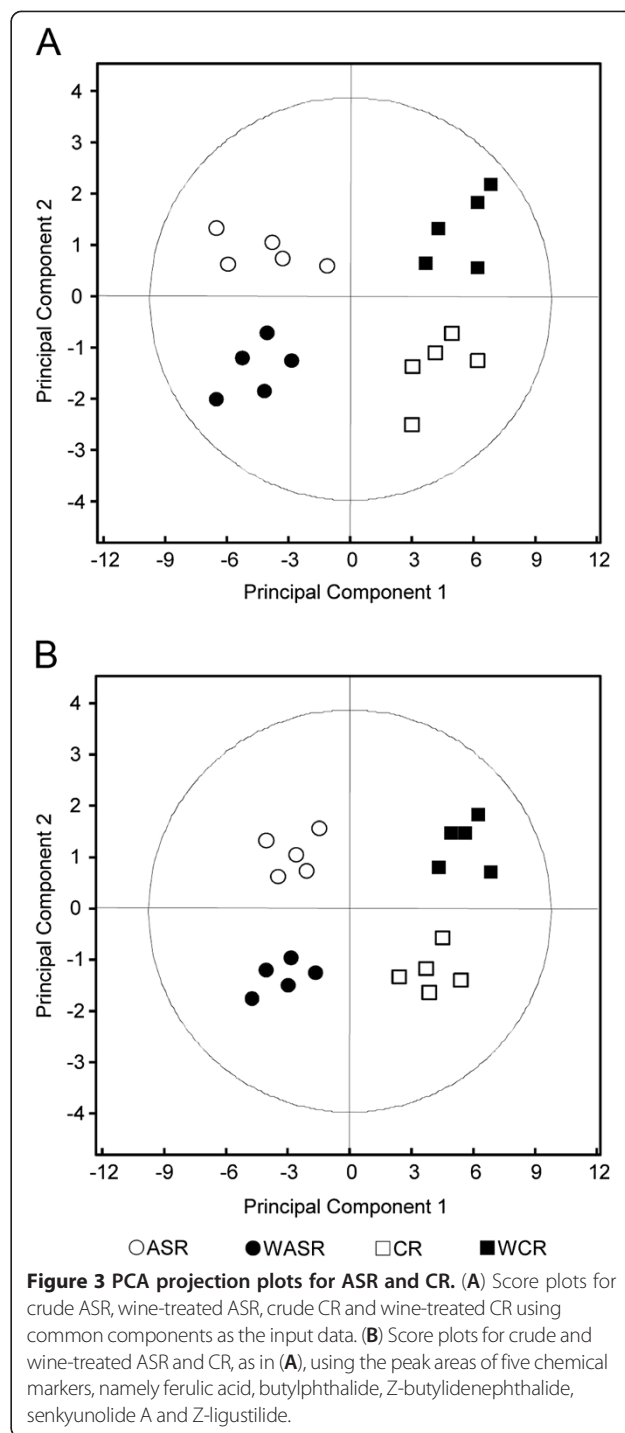 A
4
3
2
1
0
-1
-2
-3
-4
Principal Component 2
-12 -9 -6 -3 0 3 6 9 12
Principal Component 1
B
4
3
2
1
0
-1
-2
-3
-4
Principal Component 2
-12 -9 -6 -3 0 3 6 9 12
Principal Component 1
ASR WASR CR WCR
Figure 3 PCA projection plots for ASR and CR. (A) Score plots for
crude ASR, wine-treated ASR, crude CR and wine-treated CR using
common components as the input data. (B) Score plots for crude and
wine-treated ASR and CR, as in (A), using the peak areas of five chemical
markers, namely ferulic acid, butylphthalide, Z-butylidenephthalide,
senkyunolide A and Z-ligustilide.